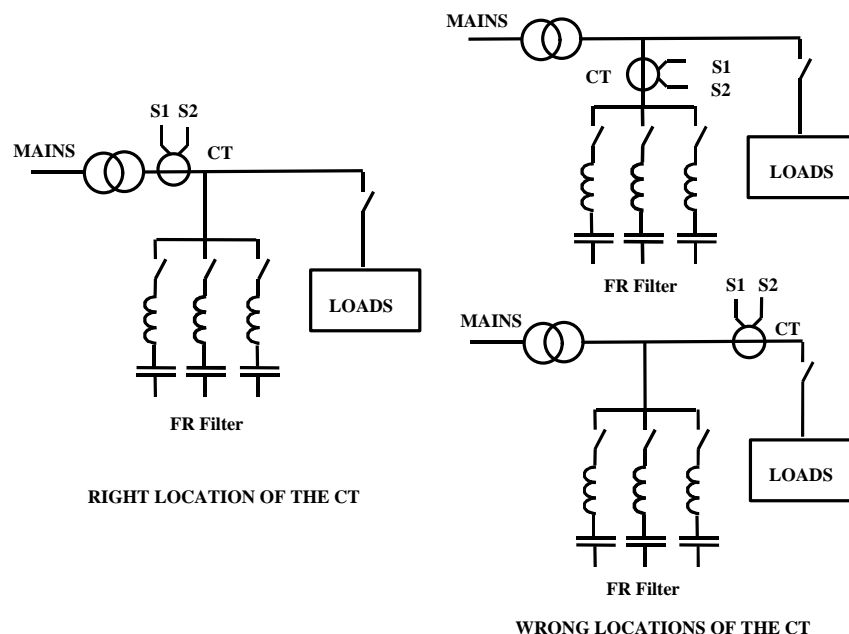 S1 S2
MAINS
CT
LOADS
FR Filter
RIGHT LOCATION OF THE CT
MAINS
CT
S1
S2
LOADS
FR Filter
S1 S2
MAINS
CT
LOADS
FR Filter
WRONG LOCATIONS OF THE CT